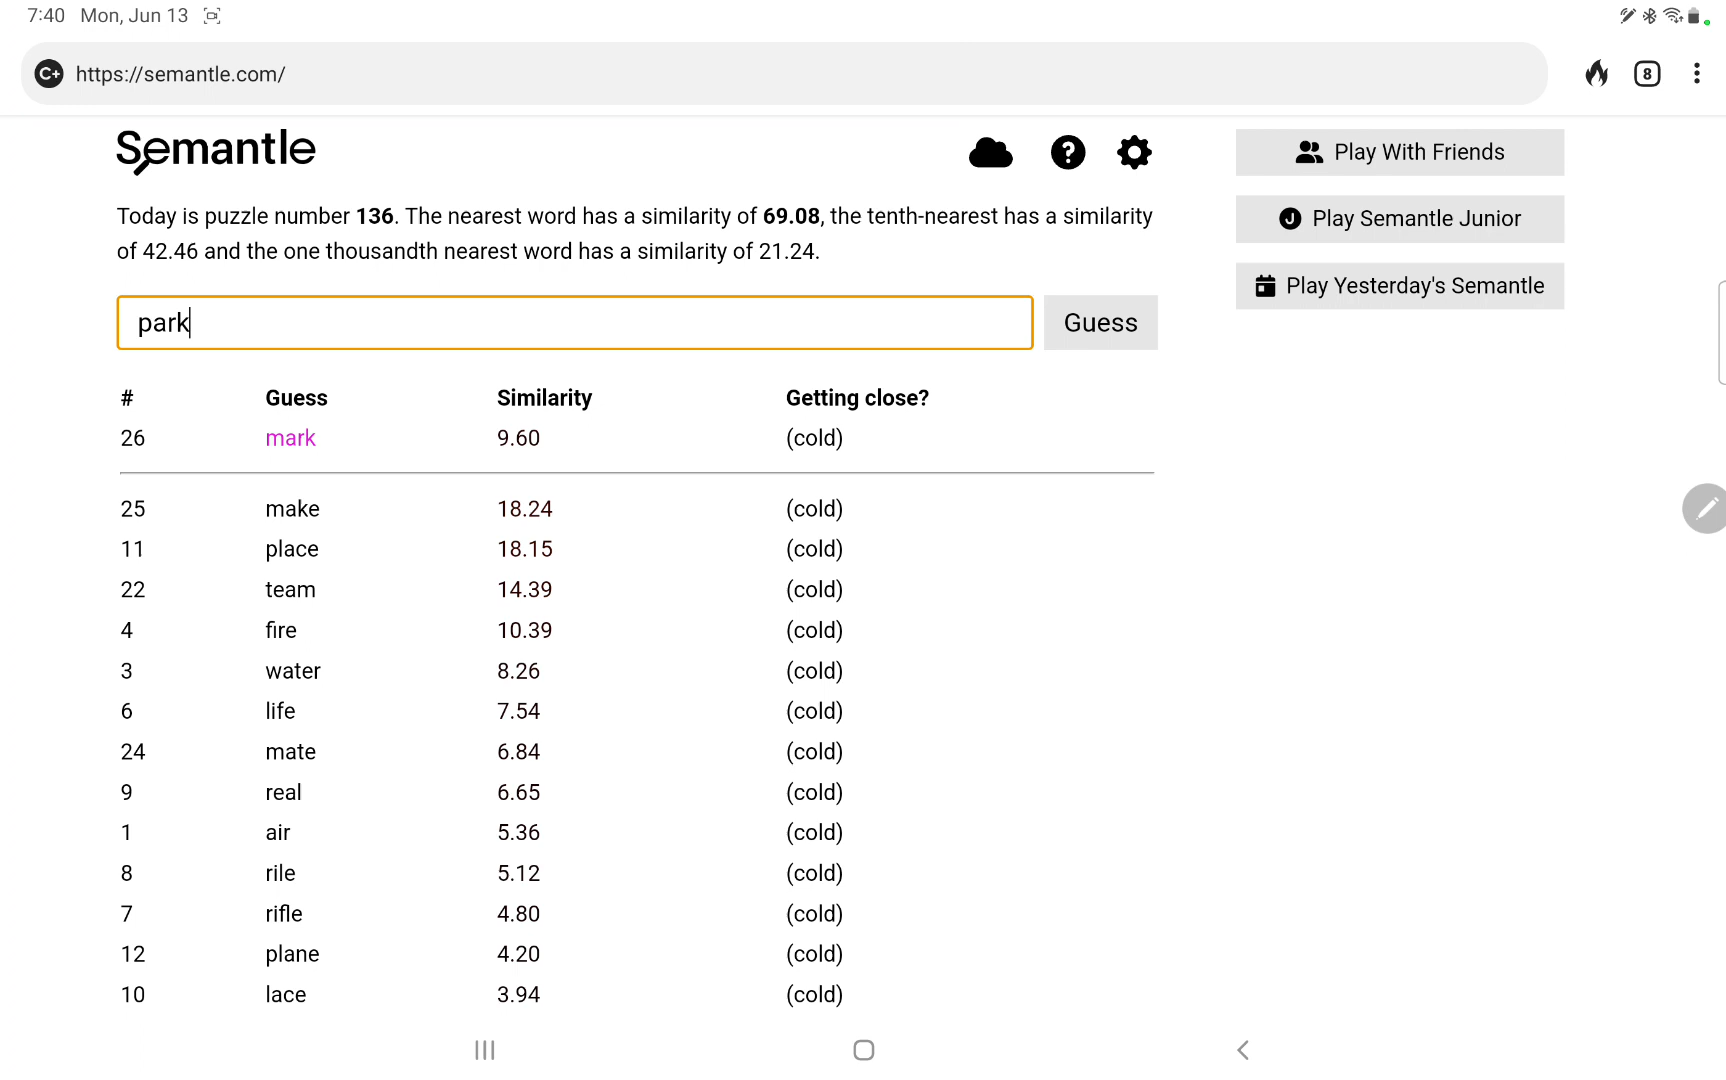 7:40 Mon, Jun 13
C+ https://semantle.com/
8
Semantle
?
Play With Friends
Today is puzzle number 136. The nearest word has a similarity of 69.08, the tenth-nearest has a similarity
of 42.46 and the one thousandth nearest word has a similarity of 21.24.
J Play Semantle Junior
Play Yesterday's Semantle
park
Guess
# Guess Similarity Getting close?
26 mark 9.60 (cold)
25 make 18.24 (cold)
11 place 18.15 (cold)
22 team 14.39 (cold)
4 fire 10.39 (cold)
3 water 8.26 (cold)
6 life 7.54 (cold)
24 mate 6.84 (cold)
9 real 6.65 (cold)
1 air 5.36 (cold)
8 rile 5.12 (cold)
7 rifle 4.80 (cold)
12 plane 4.20 (cold)
10 lace 3.94 (cold)